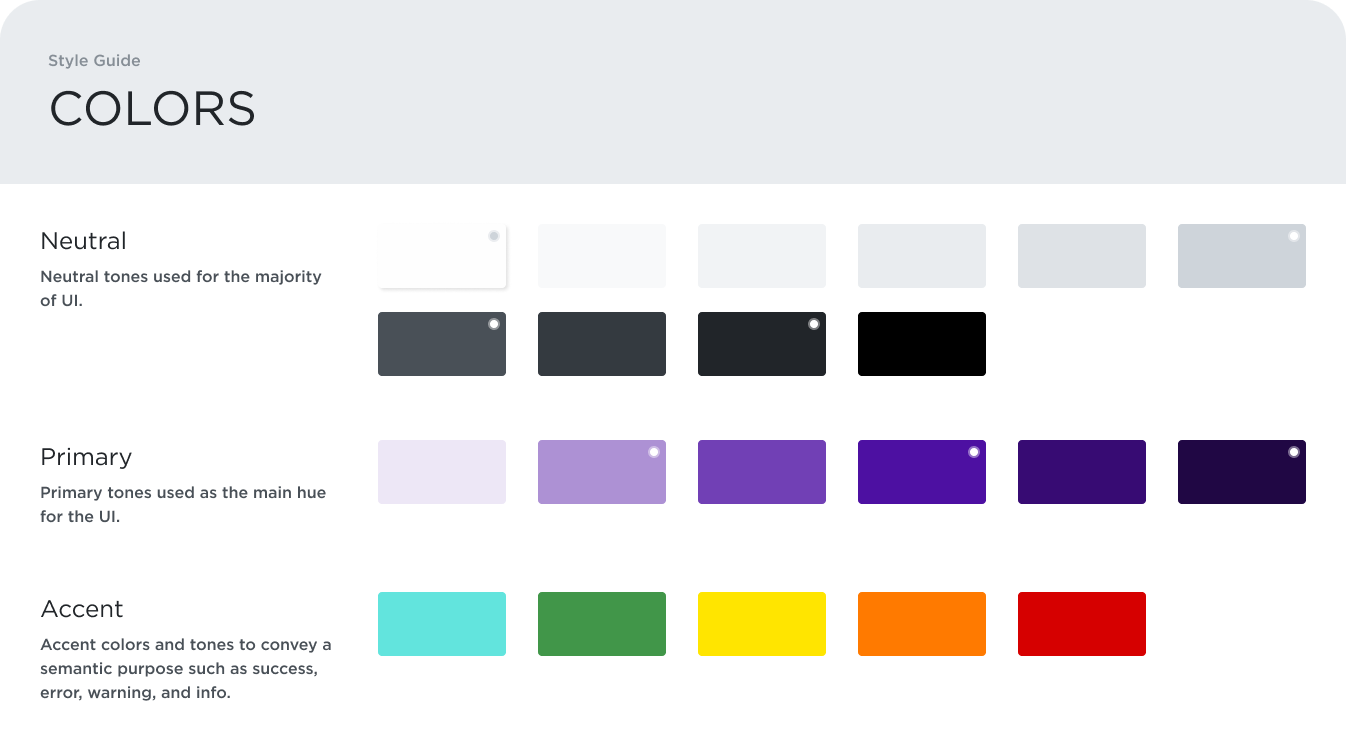 Style Guide
COLORS
Neutral
Neutral tones used for the majority
of UI.
Primary
Primary tones used as the main hue
for the UI.
Accent
Accent colors and tones to convey a
semantic purpose such as success,
error, warning, and info.